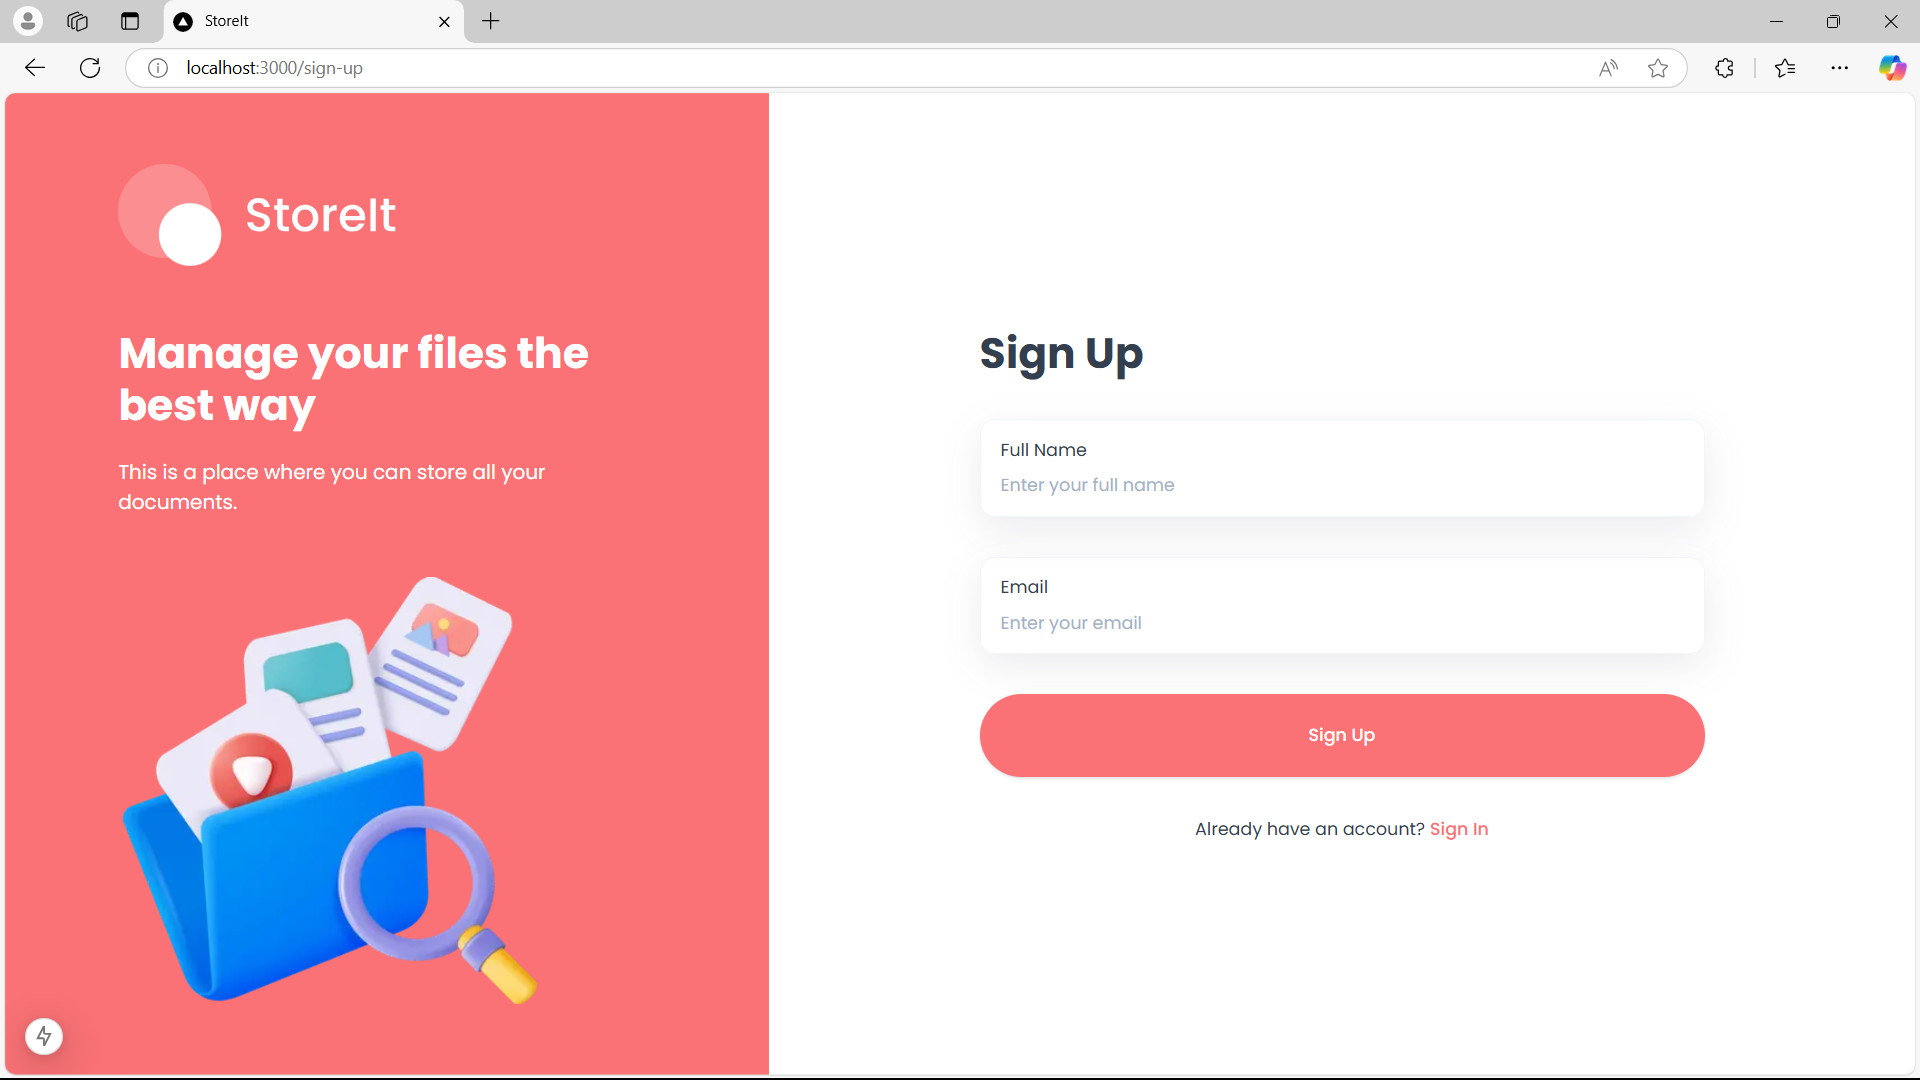 StoreIt
localhost:3000/sign-up
StoreIt
Manage your files the
best way
This is a place where you can store all your
documents.
Sign Up
Full Name
Enter your full name
Email
Enter your email
Sign Up
Already have an account? Sign In